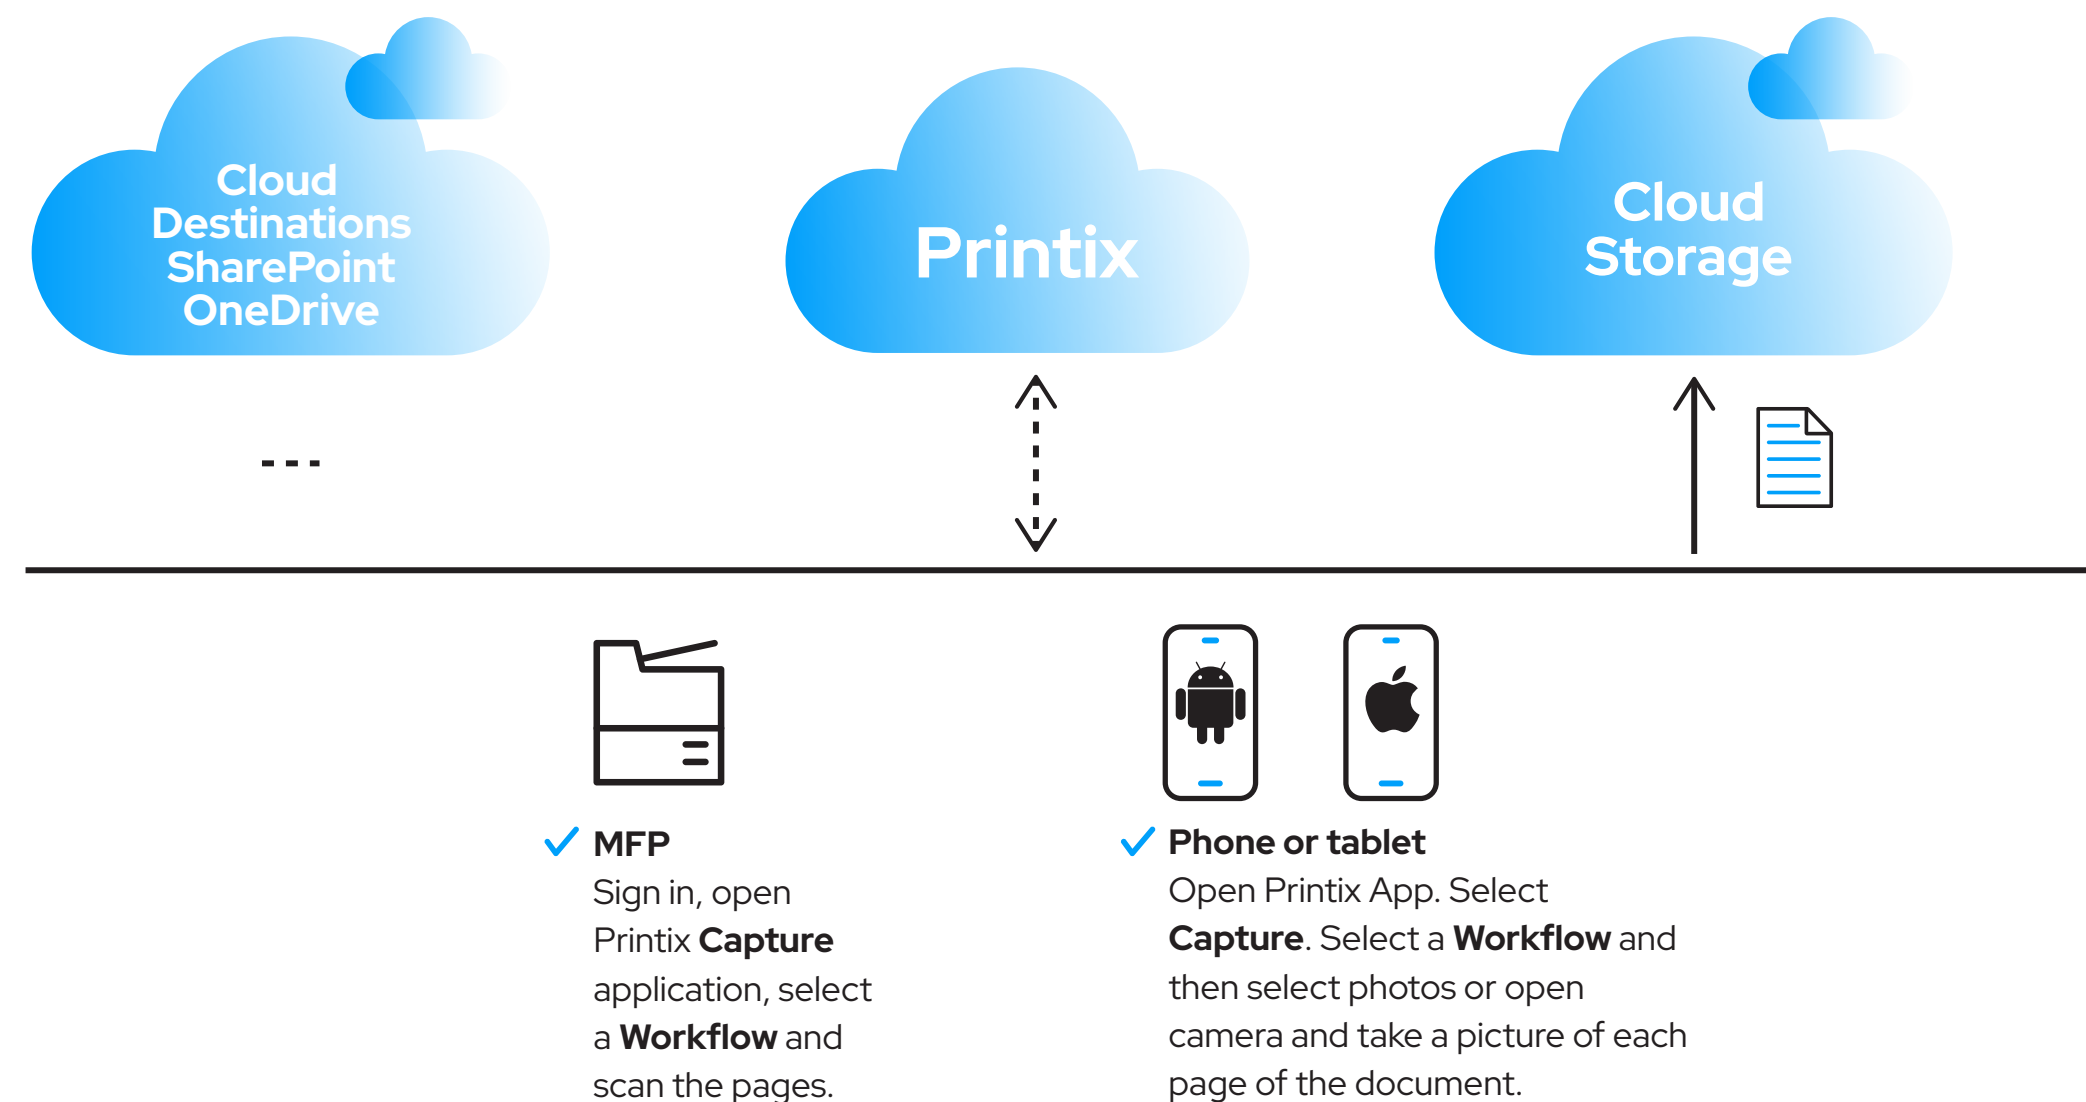 Cloud
Destinations
SharePoint
OneDrive
Printix
Cloud
Storage
MFP
Sign in, open
Printix Capture
application, select
a Workflow and
scan the pages.
Phone or tablet
Open Printix App. Select
Capture. Select a Workflow and
then select photos or open
camera and take a picture of each
page of the document.